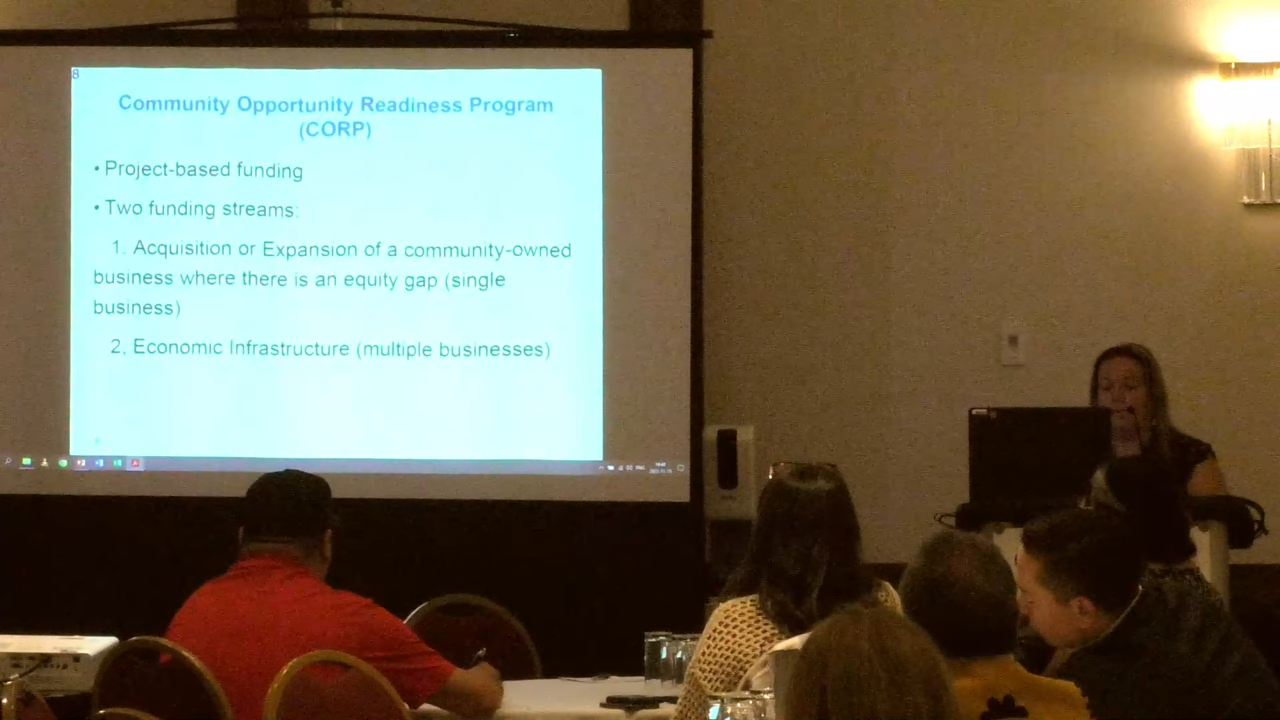 8
Community Opportunity Readiness Program
(CORP)
• Project-based funding
• Two funding streams:
1. Acquisition or Expansion of a community-owned
business where there is an equity gap (single
business)
2. Economic Infrastructure (multiple businesses)